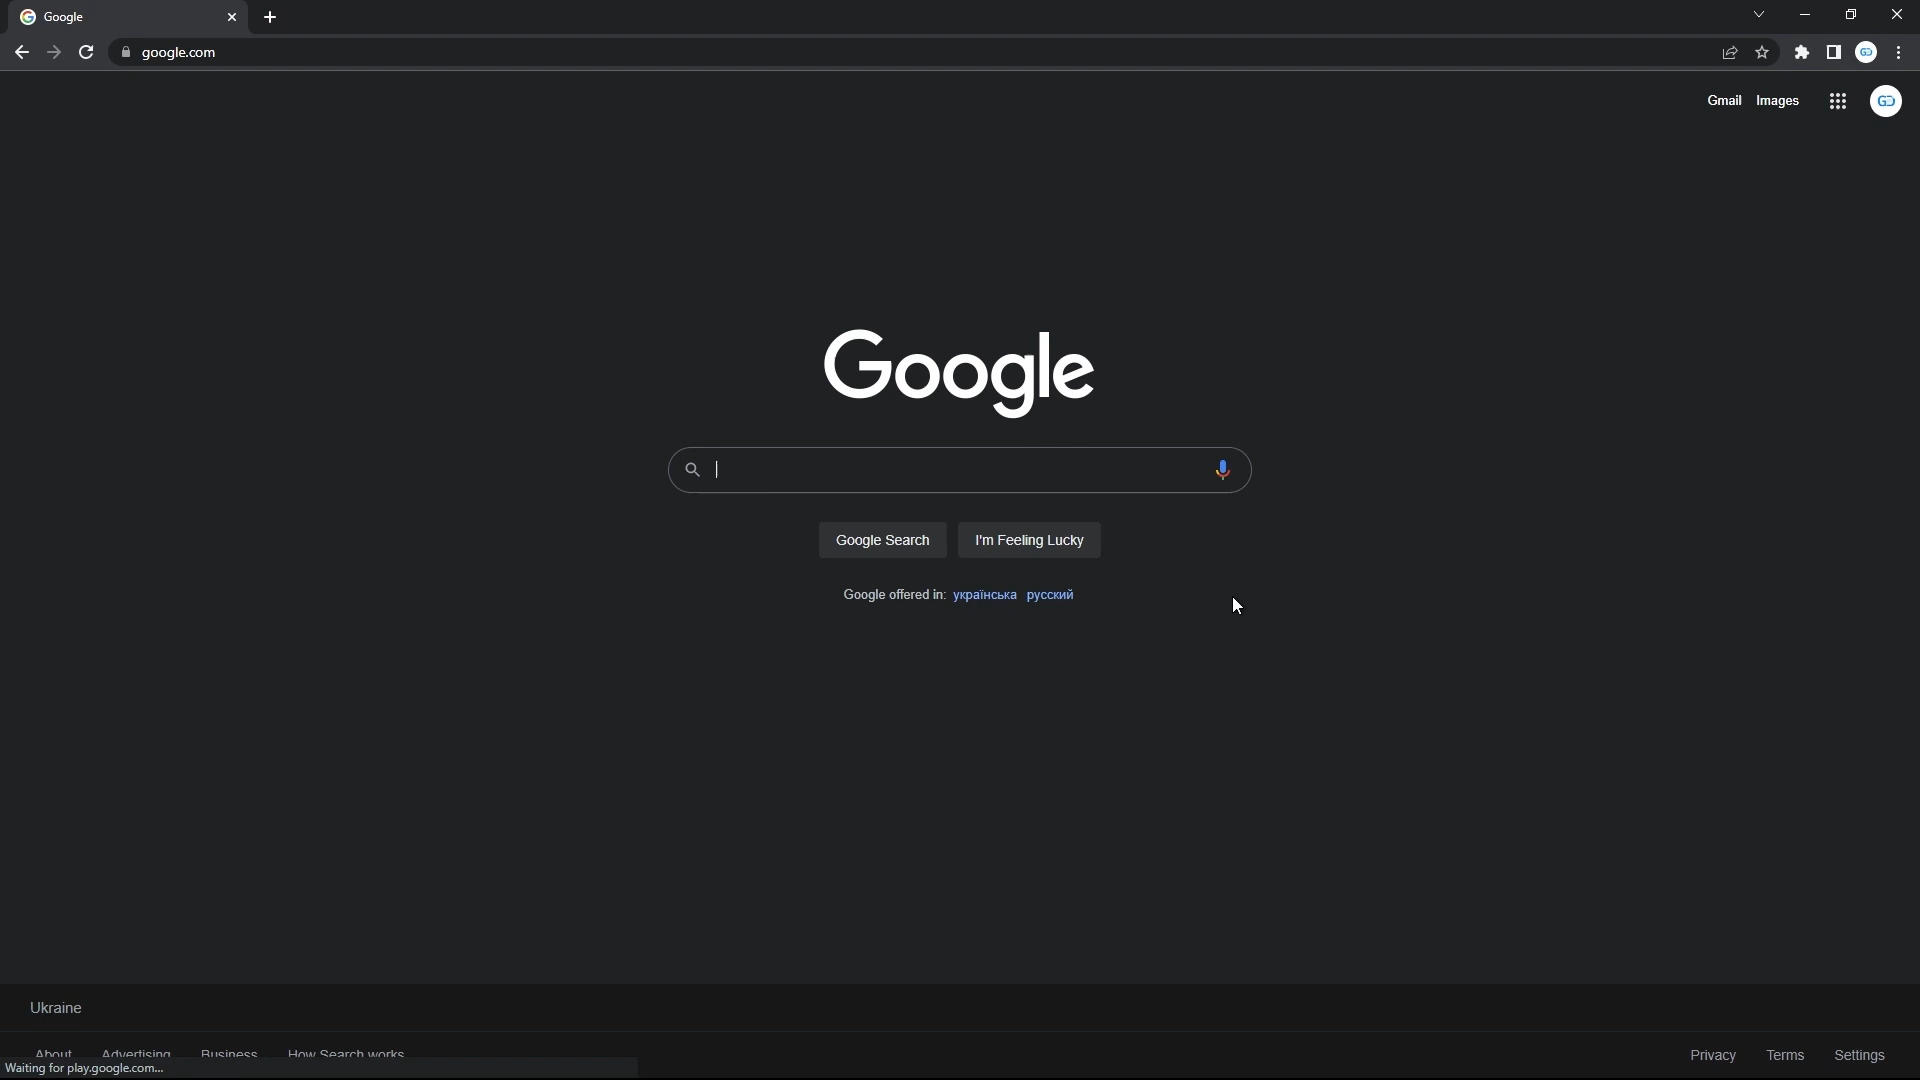 Google
google.com
Gmail Images
GD
Google
Google Search I'm Feeling Lucky
Google offered in: українська русский
Ukraine
About Advertising Business How Search works
Privacy Terms Settings
Waiting for play.google.com...